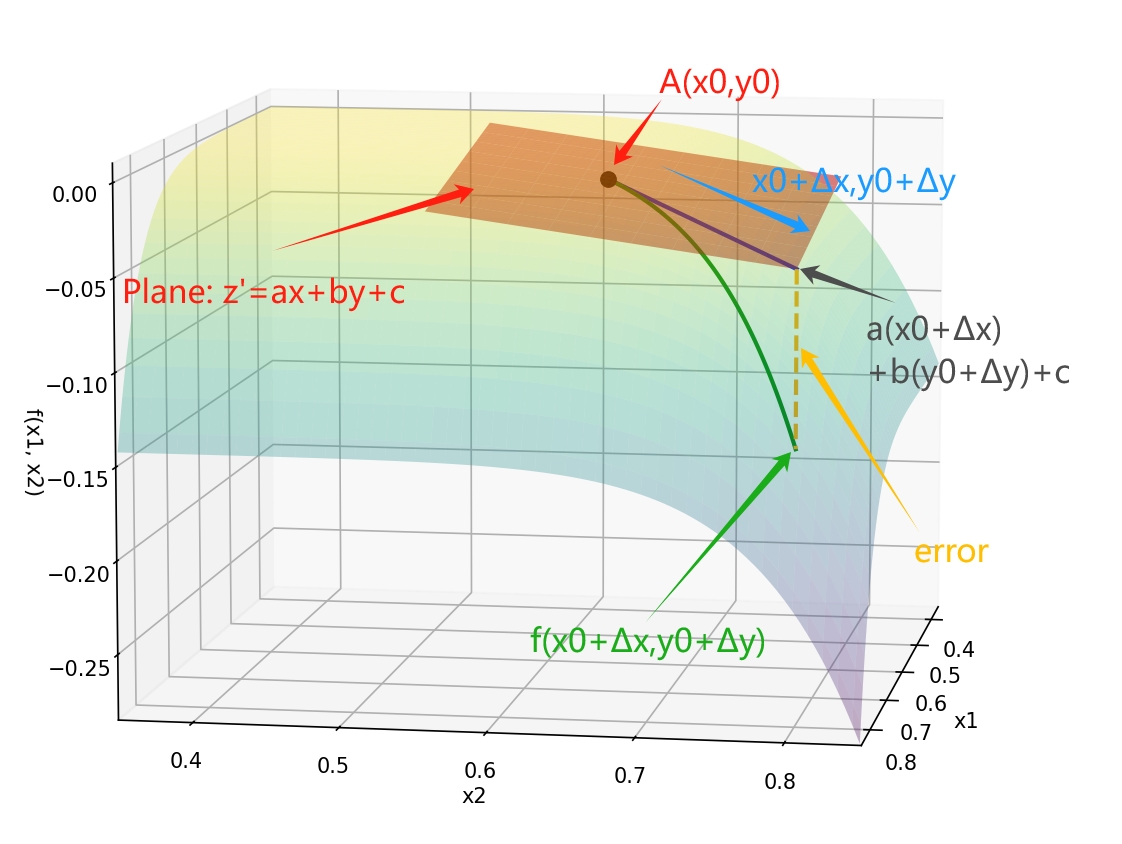 A(x0,y0)
x0+Δx,y0+Δy
0.00
−0.05
Plane: z'=ax+by+c
a(x0+Δx)
+b(y0+Δy)+c
−0.10
f(x1, x2)
−0.15
error
−0.20
f(x0+Δx,y0+Δy)
−0.25
0.4
0.5
0.6
x1
0.7
0.8
0.4
0.5
0.6
0.7
0.8
x2